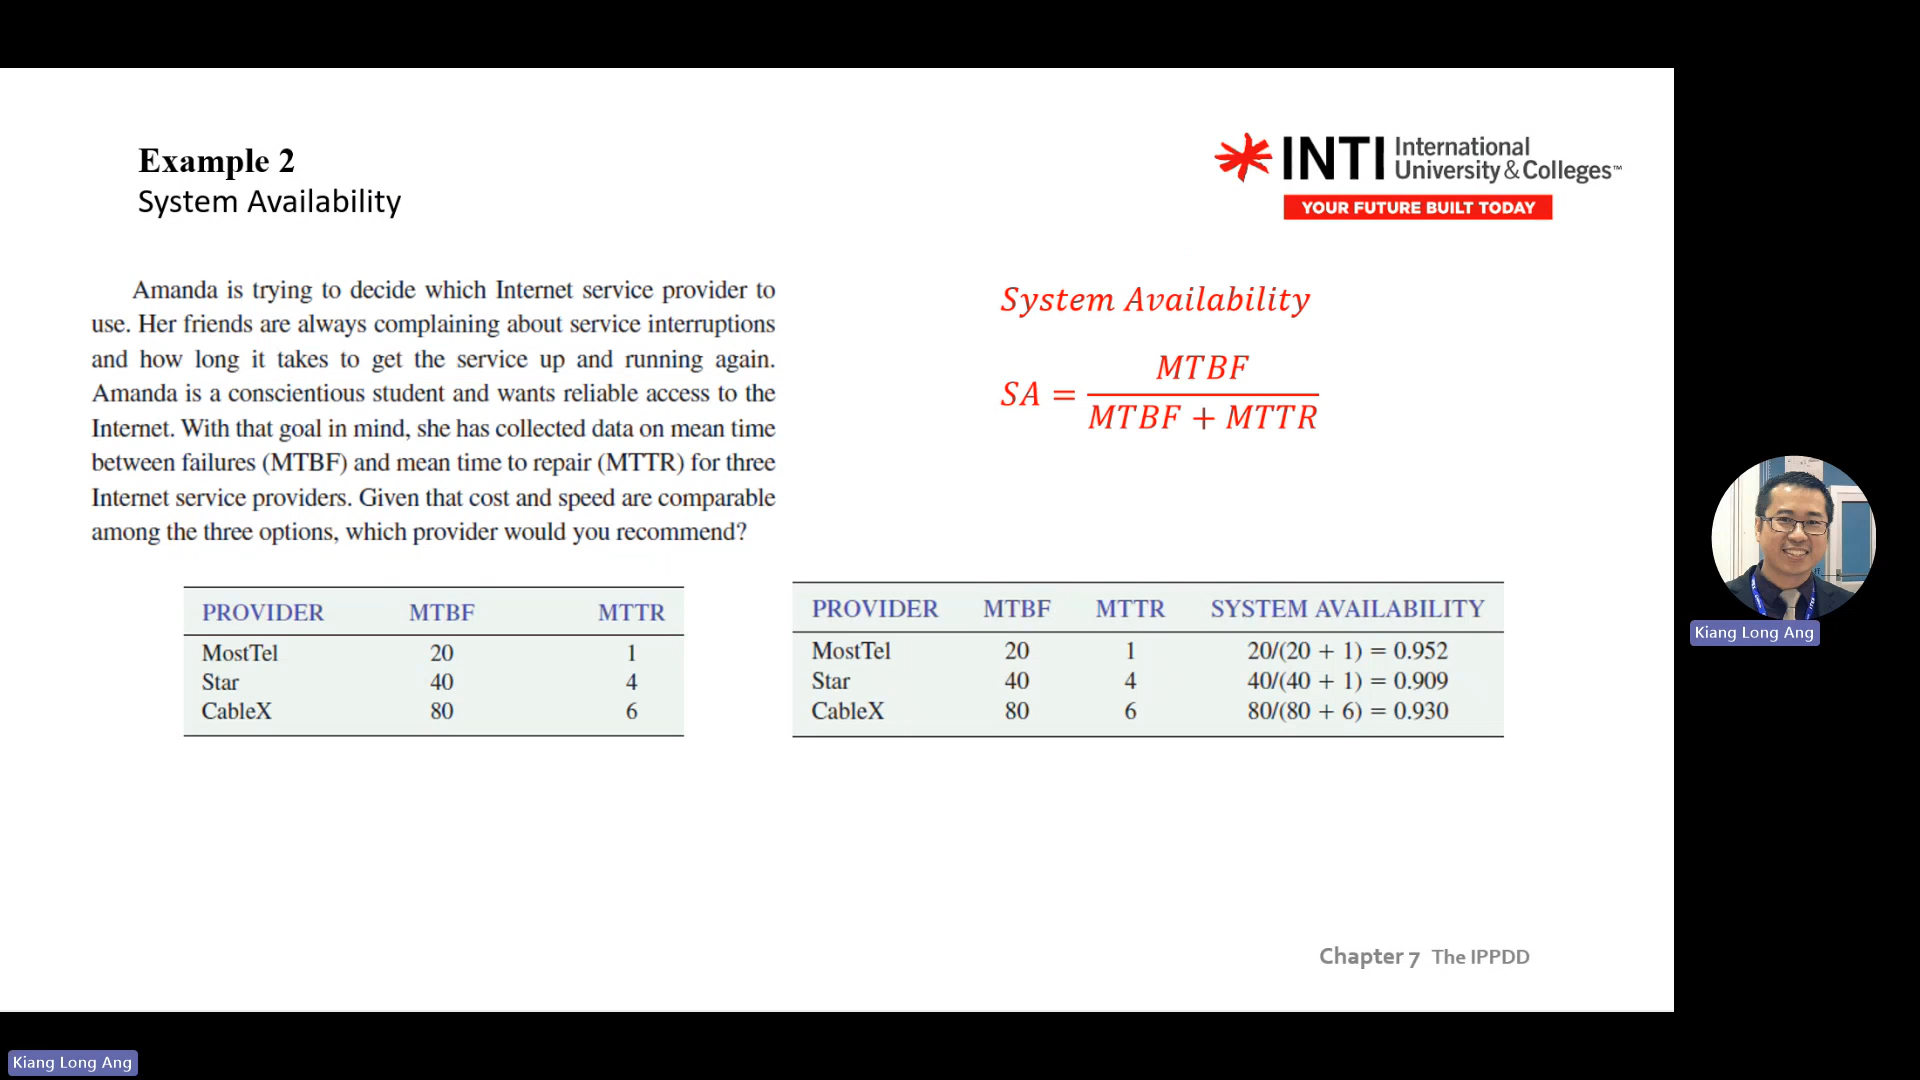 Example 2
System Availability
INTI International University & Colleges™
YOUR FUTURE BUILT TODAY
Amanda is trying to decide which Internet service provider to
use. Her friends are always complaining about service interruptions
and how long it takes to get the service up and running again.
Amanda is a conscientious student and wants reliable access to the
Internet. With that goal in mind, she has collected data on mean time
between failures (MTBF) and mean time to repair (MTTR) for three
Internet service providers. Given that cost and speed are comparable
among the three options, which provider would you recommend?
System Availability
SA = MTBF / MTBF + MTTR
PROVIDER MTBF MTTR
MostTel 20 1
Star 40 4
CableX 80 6
PROVIDER MTBF MTTR SYSTEM AVAILABILITY
MostTel 20 1 20/(20 + 1) = 0.952
Star 40 4 40/(40 + 1) = 0.909
CableX 80 6 80/(80 + 6) = 0.930
Kiang Long Ang
Chapter 7 The IPPDD
Kiang Long Ang